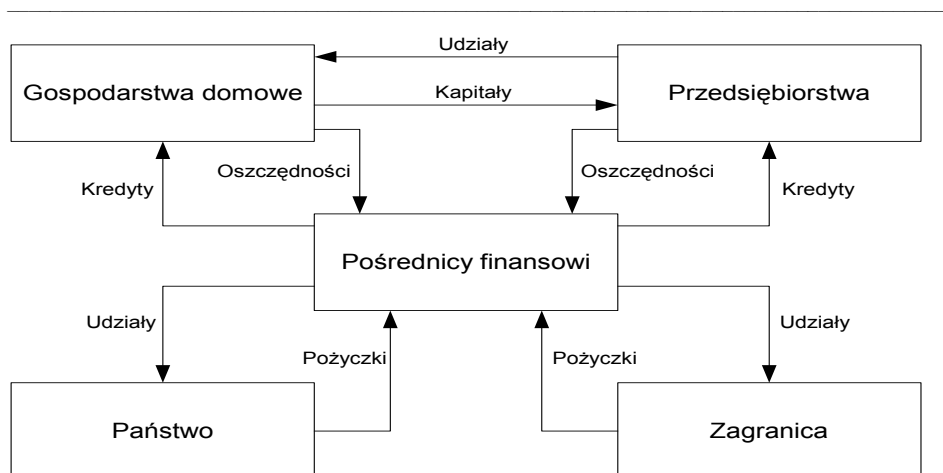 Udziały
Gospodarstwa domowe
Kapitały
Przedsiębiorstwa
Oszczędności
Oszczędności
Kredyty
Kredyty
Pośrednicy finansowi
Udziały
Udziały
Pożyczki
Pożyczki
Państwo
Zagranica